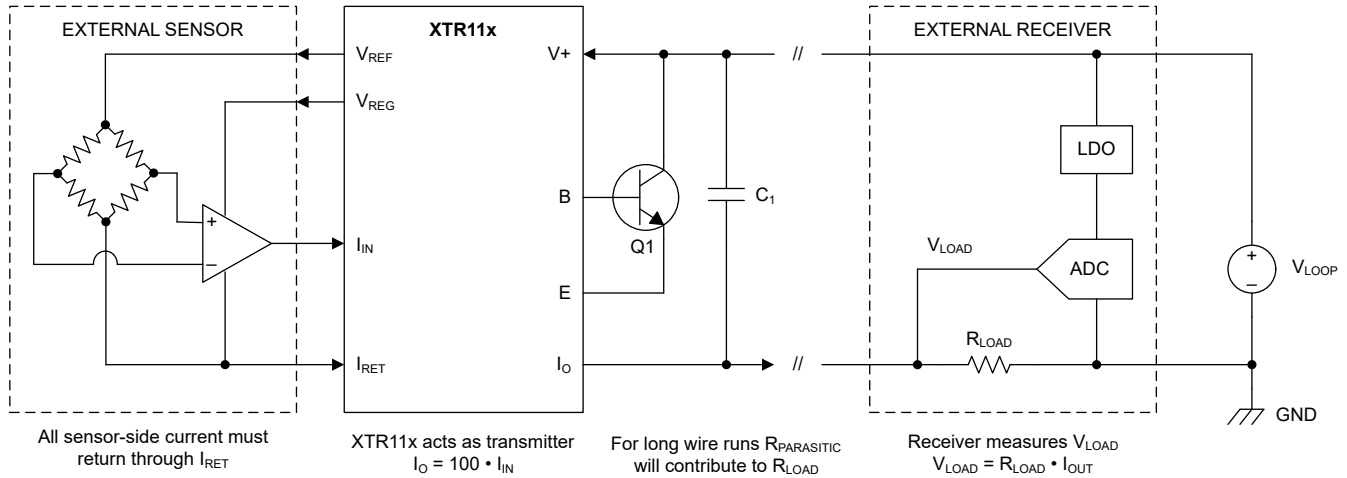 EXTERNAL SENSOR
XTR11x
EXTERNAL RECEIVER
VREF
V+
//
VREG
LDO
B
C1
Q1
+
−
IIN
VLOAD
ADC
+
−
VLOOP
E
RLOAD
IRET
IO
//
GND
All sensor-side current must
return through IRET
XTR11x acts as transmitter
IO = 100 • IIN
For long wire runs RPARASITIC
will contribute to RLOAD
Receiver measures VLOAD
VLOAD = RLOAD • IOUT